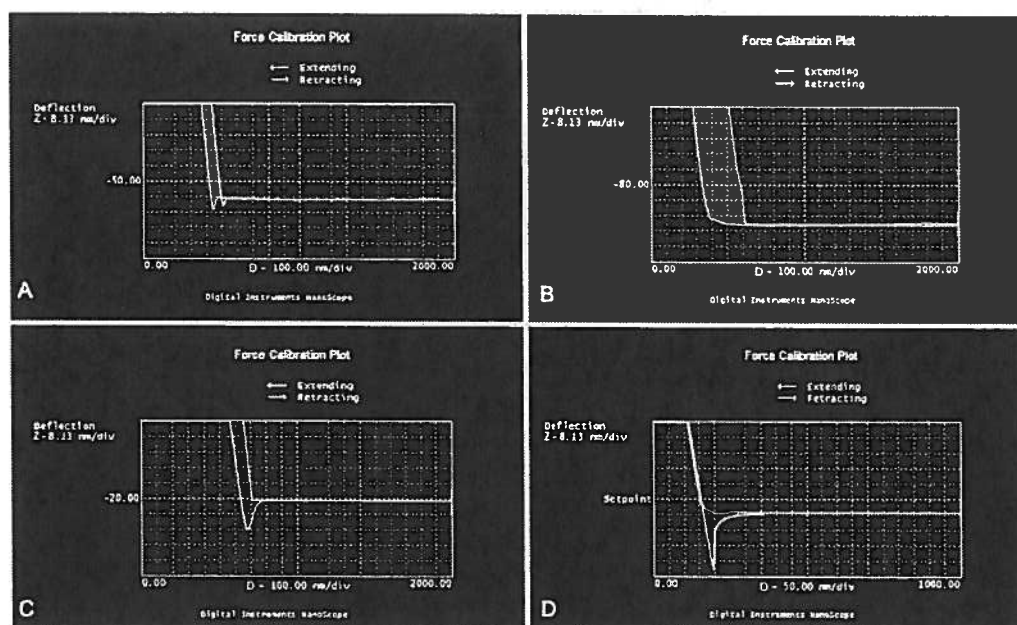 Force Calibration Plot
Extending
Retracting
Deflection
Z - 8.13 nm/div
-50.00
0.00
D - 100.00 nm/div
2000.00
A
Digital Instruments NanoScope
Force Calibration Plot
Extending
Retracting
Deflection
Z - 8.13 nm/div
-80.00
0.00
D - 100.00 nm/div
2000.00
B
Digital Instruments NanoScope
Force Calibration Plot
Extending
Retracting
Deflection
Z - 8.13 nm/div
-20.00
0.00
D - 100.00 nm/div
2000.00
C
Digital Instruments NanoScope
Force Calibration Plot
Extending
Retracting
Deflection
Z - 8.13 nm/div
Setpoint
0.00
D - 50.00 nm/div
1000.00
D
Digital Instruments NanoScope